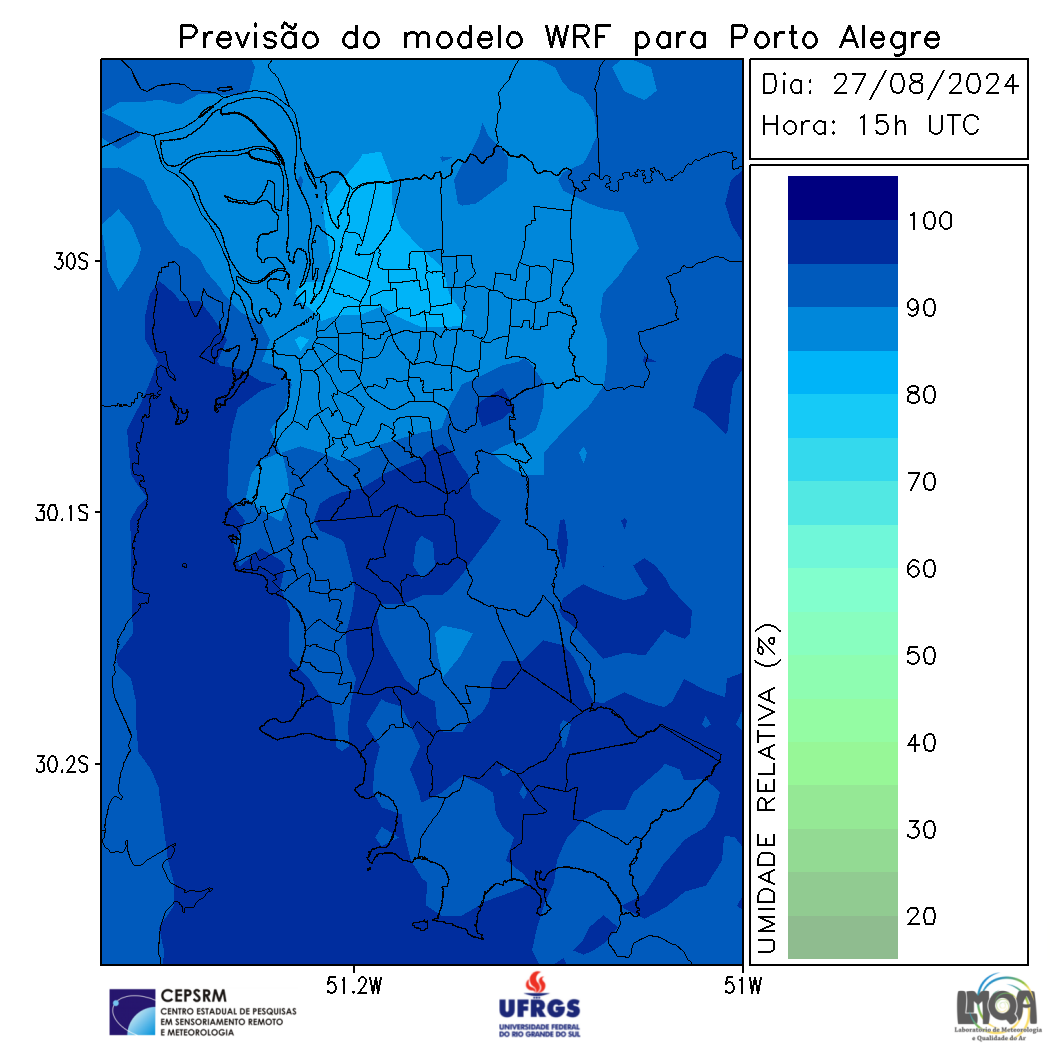 Previsão do modelo WRF para Porto Alegre
Dia: 27/08/2024
Hora: 15h UTC
30S
30.1S
30.2S
51.2W
51W
100
90
80
70
60
50
40
30
20
UMIDADE RELATIVA (%)
CEPSRM
CENTRO ESTADUAL DE PESQUISAS
EM SENSORIAMENTO REMOTO
E METEOROLOGIA
UFRGS
UNIVERSIDADE FEDERAL
DO RIO GRANDE DO SUL
LMQA
Laboratório de Meteorologia
e Qualidade do Ar